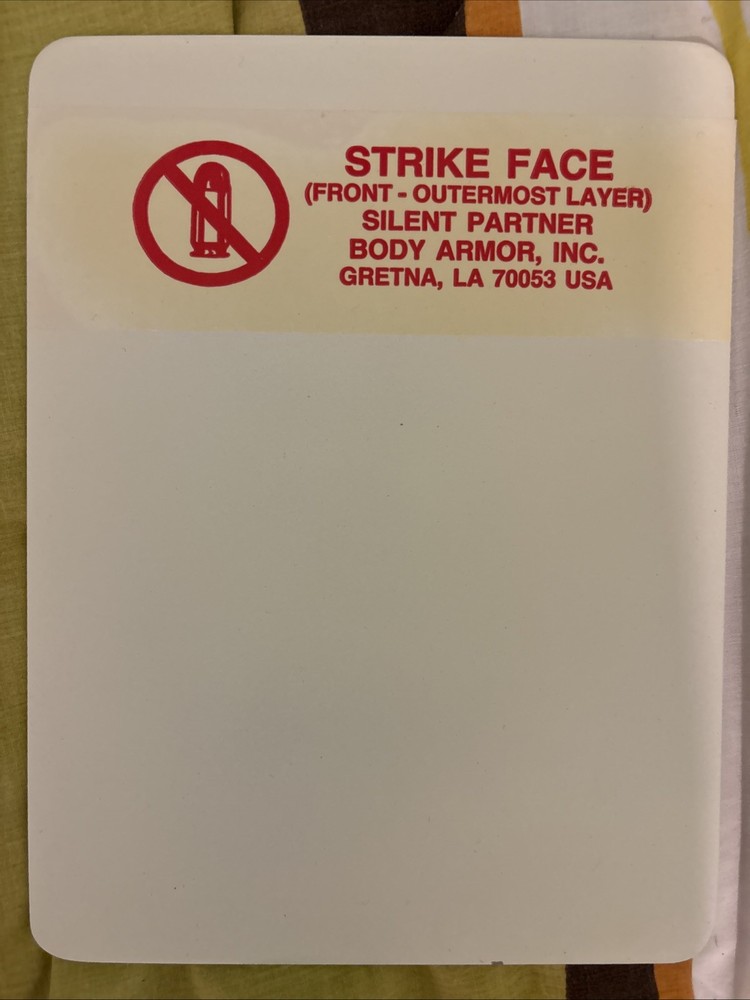 STRIKE FACE
(FRONT - OUTERMOST LAYER)
SILENT PARTNER
BODY ARMOR, INC.
GRETNA, LA 70053 USA